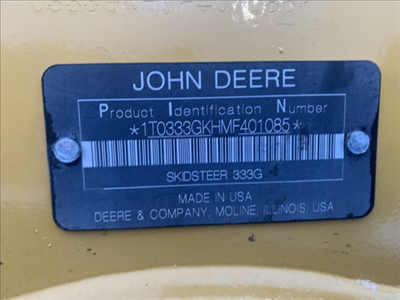 JOHN DEERE
Product Identification Number
*1T0333GKHMF401085*
SKIDSTEER 333G
MADE IN USA
DEERE & COMPANY, MOLINE, ILLINOIS USA